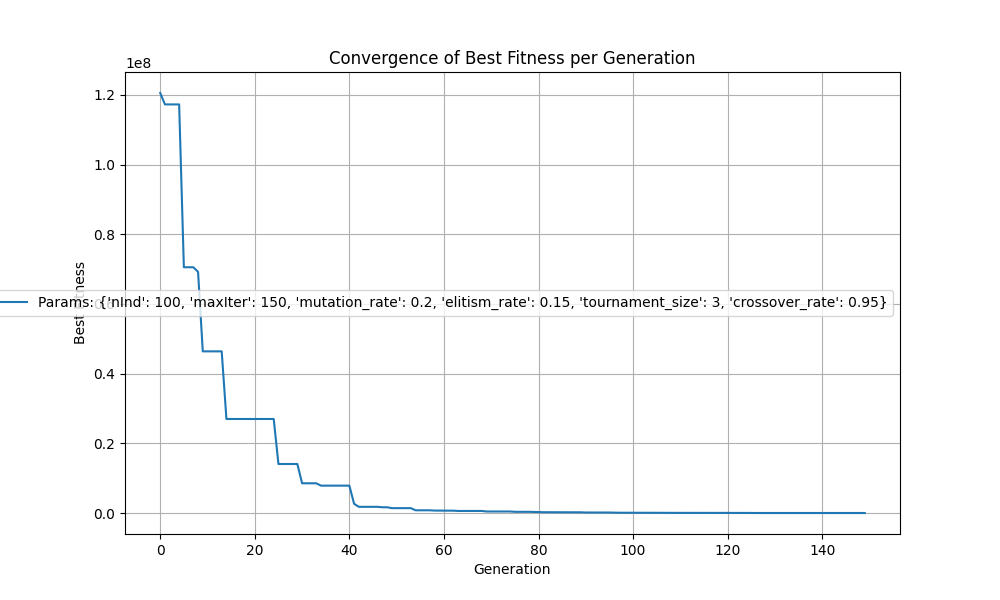 Convergence of Best Fitness per Generation
1e8
1.2
1.0
0.8
Best
Params: {'nInd': 100, 'maxIter': 150, 'mutation_rate': 0.2, 'elitism_rate': 0.15, 'tournament_size': 3, 'crossover_rate': 0.95}
0.4
0.2
0.0
0 20 40 60 80 100 120 140
Generation